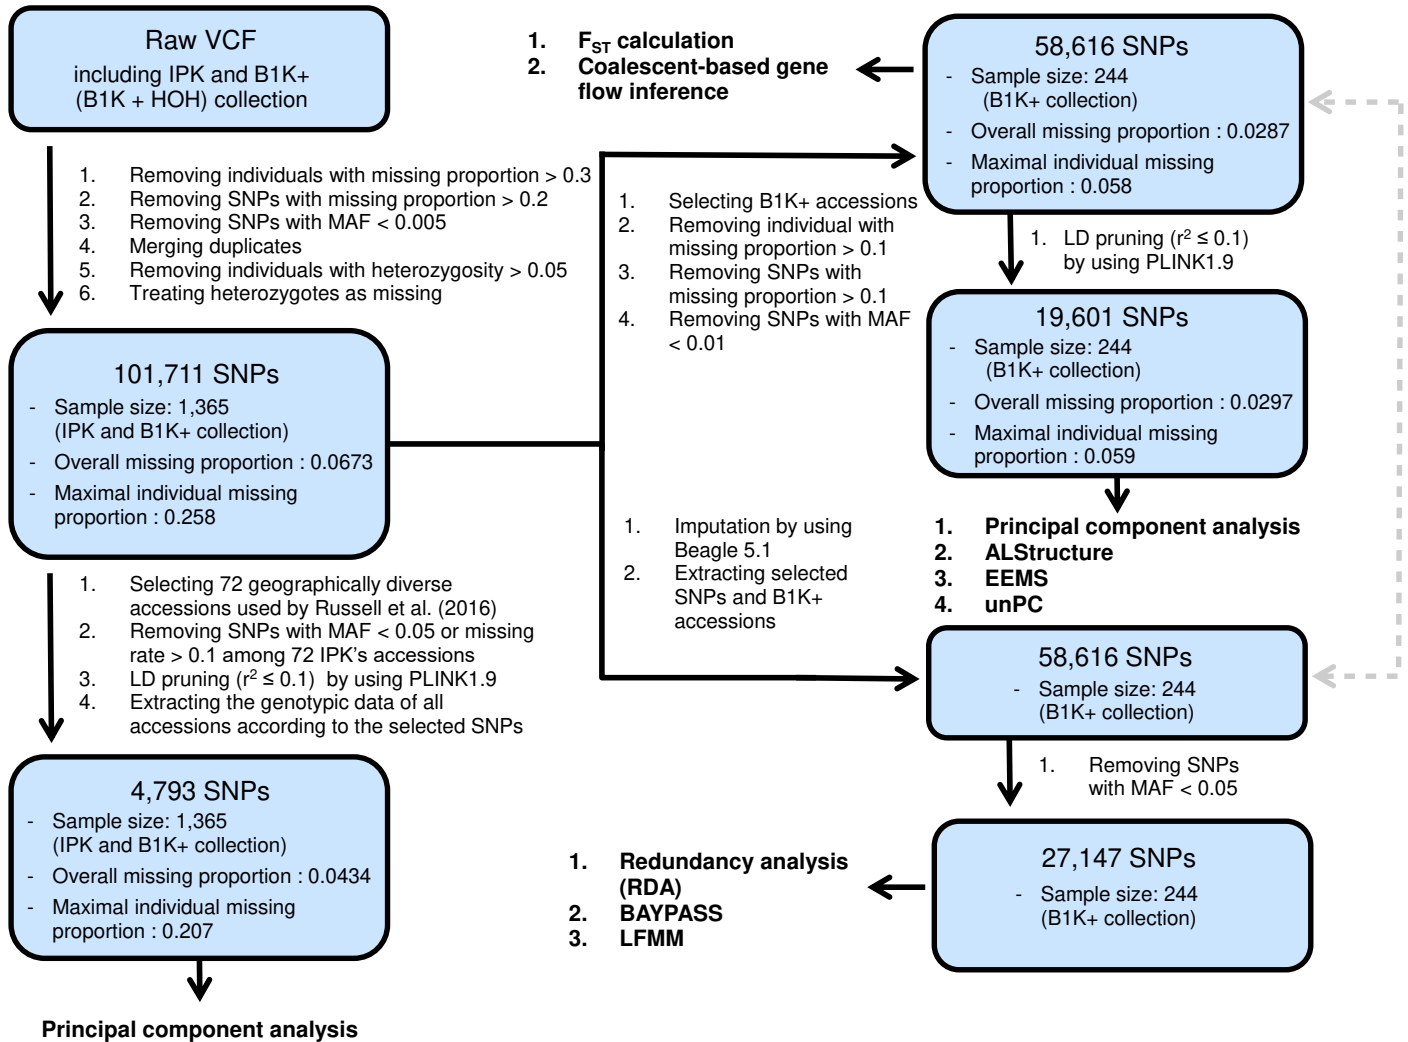 Raw VCF
including IPK and B1K+
(B1K + HOH) collection
1. Removing individuals with missing proportion > 0.3
2. Removing SNPs with missing proportion > 0.2
3. Removing SNPs with MAF < 0.005
4. Merging duplicates
5. Removing individuals with heterozygosity > 0.05
6. Treating heterozygotes as missing
101,711 SNPs
- Sample size: 1,365
(IPK and B1K+ collection)
- Overall missing proportion : 0.0673
- Maximal individual missing
proportion : 0.258
1. Selecting 72 geographically diverse
accessions used by Russell et al. (2016)
2. Removing SNPs with MAF < 0.05 or missing
rate > 0.1 among 72 IPK's accessions
3. LD pruning (r² ≤ 0.1) by using PLINK1.9
4. Extracting the genotypic data of all
accessions according to the selected SNPs
4,793 SNPs
- Sample size: 1,365
(IPK and B1K+ collection)
- Overall missing proportion : 0.0434
- Maximal individual missing
proportion : 0.207
Principal component analysis
1. FST calculation
2. Coalescent-based gene
flow inference
1. Selecting B1K+ accessions
2. Removing individual with
missing proportion > 0.1
3. Removing SNPs with
missing proportion > 0.1
4. Removing SNPs with MAF
< 0.01
58,616 SNPs
- Sample size: 244
(B1K+ collection)
- Overall missing proportion : 0.0287
- Maximal individual missing
proportion : 0.058
1. LD pruning (r² ≤ 0.1)
by using PLINK1.9
19,601 SNPs
- Sample size: 244
(B1K+ collection)
- Overall missing proportion : 0.0297
- Maximal individual missing
proportion : 0.059
1. Principal component analysis
2. ALStructure
3. EEMS
4. unPC
1. Imputation by using
Beagle 5.1
2. Extracting selected
SNPs and B1K+
accessions
58,616 SNPs
- Sample size: 244
(B1K+ collection)
1. Removing SNPs
with MAF < 0.05
27,147 SNPs
- Sample size: 244
(B1K+ collection)
1. Redundancy analysis
(RDA)
2. BAYPASS
3. LFMM